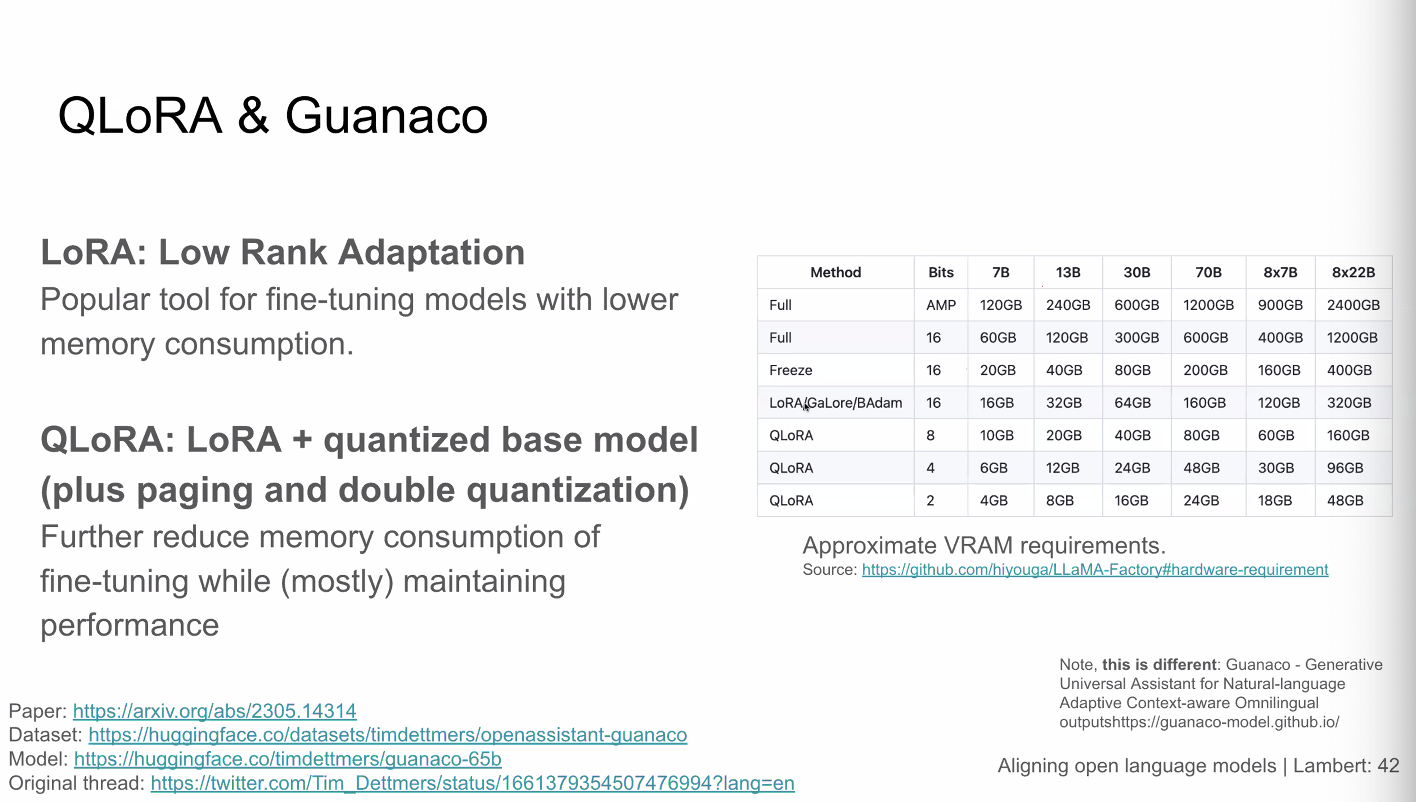 QLoRA & Guanaco
LoRA: Low Rank Adaptation
Popular tool for fine-tuning models with lower
memory consumption.
QLoRA: LoRA + quantized base model
(plus paging and double quantization)
Further reduce memory consumption of
fine-tuning while (mostly) maintaining
performance
Method Bits 7B 13B 30B 70B 8x7B 8x22B
Full AMP 120GB 240GB 600GB 1200GB 900GB 2400GB
Full 16 60GB 120GB 300GB 600GB 400GB 1200GB
Freeze 16 20GB 40GB 80GB 200GB 160GB 400GB
LoRA/GaLore/BAdam 16 16GB 32GB 64GB 160GB 120GB 320GB
QLoRA 8 10GB 20GB 40GB 80GB 60GB 160GB
QLoRA 4 6GB 12GB 24GB 48GB 30GB 96GB
QLoRA 2 4GB 8GB 16GB 24GB 18GB 48GB
Approximate VRAM requirements.
Source: https://github.com/hiyouga/LLaMA-Factory#hardware-requirement
Note, this is different: Guanaco - Generative
Universal Assistant for Natural-language
Adaptive Context-aware Omnilingual
outputshttps://guanaco-model.github.io/
Paper: https://arxiv.org/abs/2305.14314
Dataset: https://huggingface.co/datasets/timdettmers/openassistant-guanaco
Model: https://huggingface.co/timdettmers/guanaco-65b
Original thread: https://twitter.com/Tim_Dettmers/status/1661379354507476994?lang=en
Aligning open language models | Lambert: 42